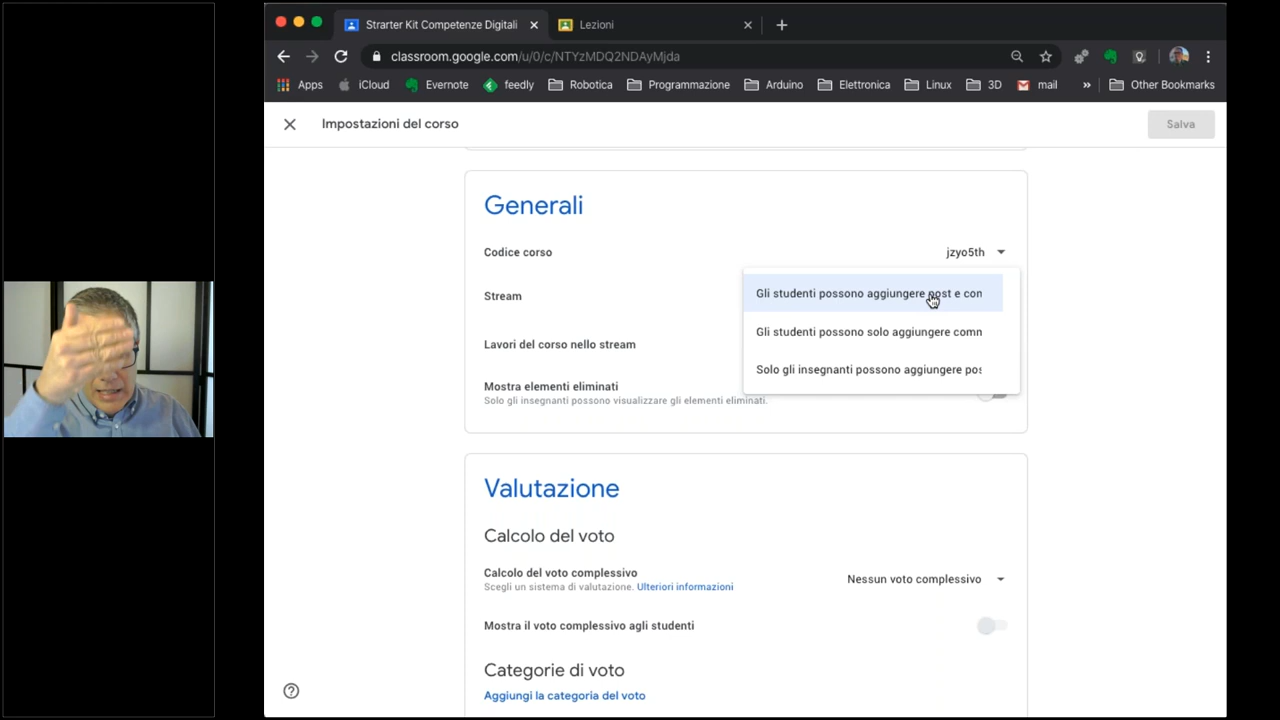 Strarter Kit Competenze Digitali
Lezioni
classroom.google.com/u/0/c/NTYzMDQ2NDAyMjda
Apps
iCloud
Evernote
feedly
Robotica
Programmazione
Arduino
Elettronica
Linux
3D
mail
»
Other Bookmarks
Impostazioni del corso
Salva
Generali
Codice corso
jzyo5th
Stream
Gli studenti possono aggiungere post e con
Gli studenti possono solo aggiungere comn
Solo gli insegnanti possono aggiungere pos
Lavori del corso nello stream
Mostra elementi eliminati
Solo gli insegnanti possono visualizzare gli elementi eliminati.
Valutazione
Calcolo del voto
Calcolo del voto complessivo
Scegli un sistema di valutazione. Ulteriori informazioni
Nessun voto complessivo
Mostra il voto complessivo agli studenti
Categorie di voto
Aggiungi la categoria del voto